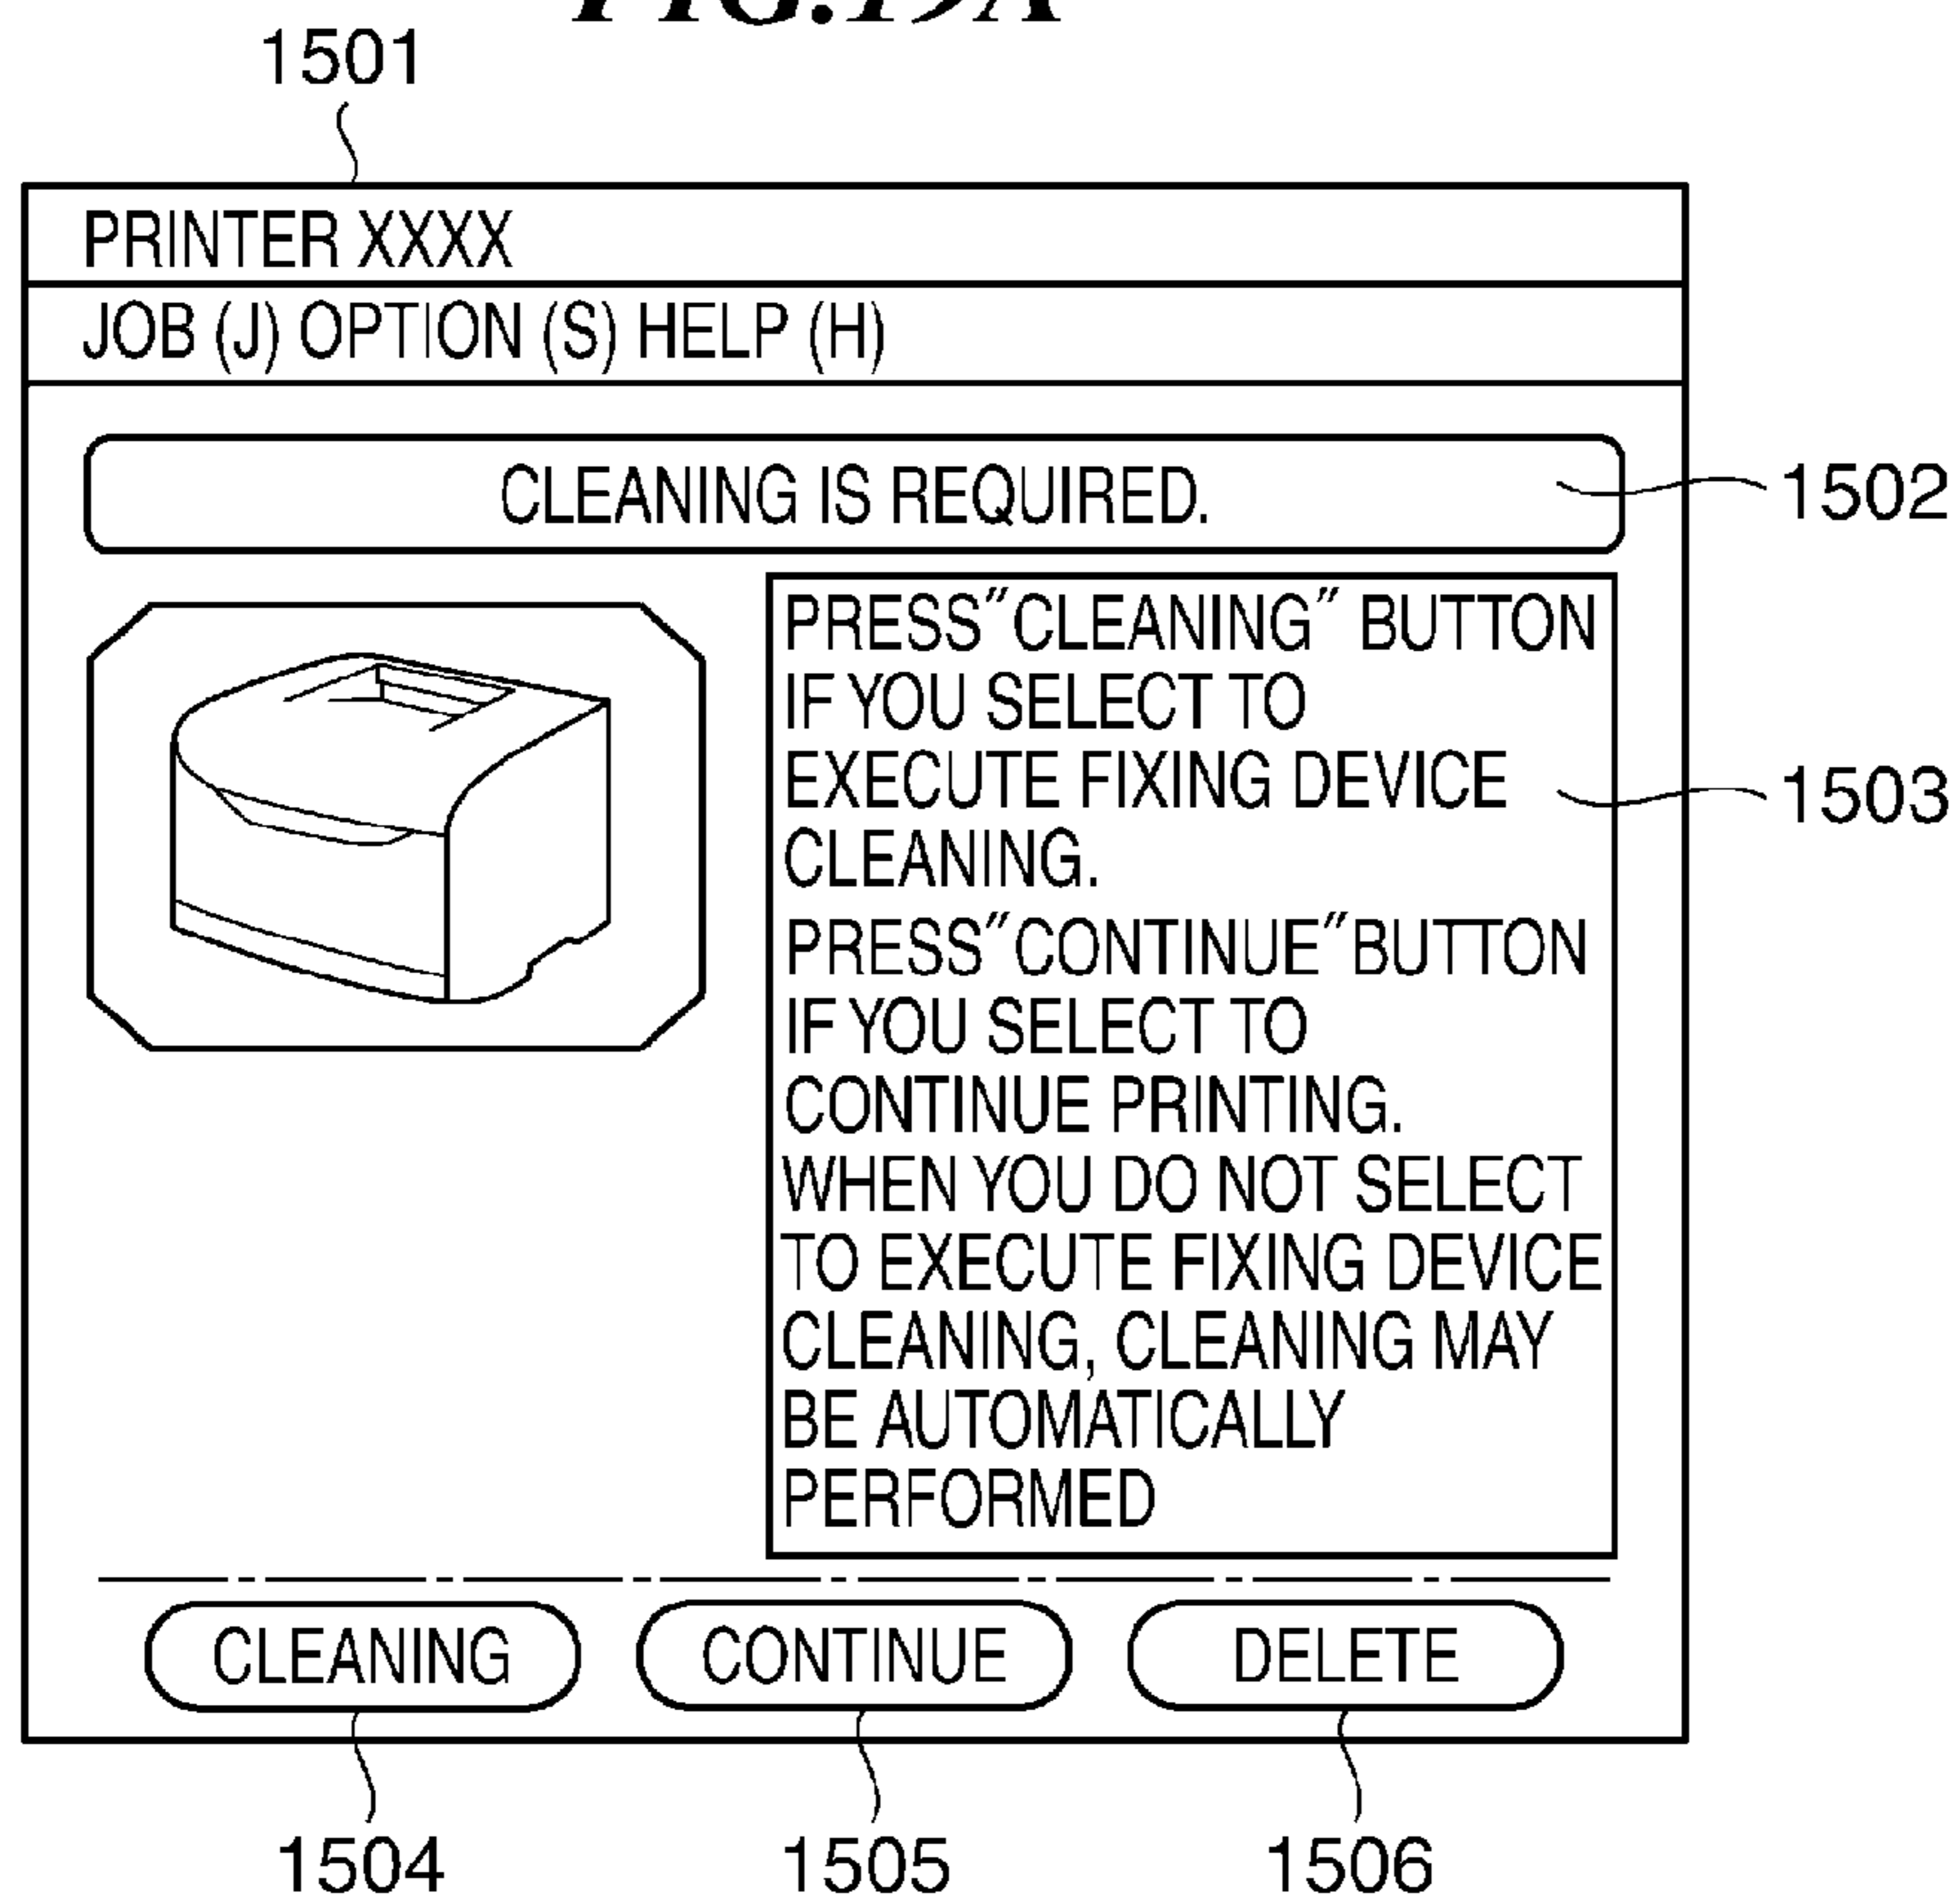 1501
PRINTER XXXX
JOB (J) OPTION (S) HELP (H)
CLEANING IS REQUIRED.
1502
PRESS"CLEANING" BUTTON
IF YOU SELECT TO
EXECUTE FIXING DEVICE
1503
CLEANING.
PRESS"CONTINUE"BUTTON
IF YOU SELECT TO
CONTINUE PRINTING.
WHEN YOU DO NOT SELECT
TO EXECUTE FIXING DEVICE
CLEANING, CLEANING MAY
BE AUTOMATICALLY
PERFORMED
CLEANING CONTINUE DELETE
1504 1505 1506